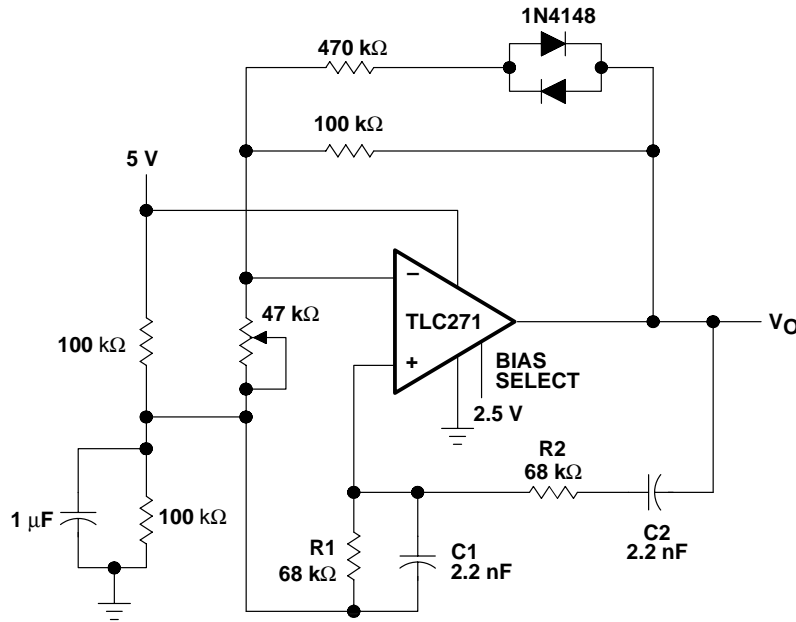 1N4148
470 kΩ
100 kΩ
5 V
−
47 kΩ
TLC271
100 kΩ
VO
+
BIAS
SELECT
2.5 V
R2
68 kΩ
1 μF
100 kΩ
R1
68 kΩ
C1
2.2 nF
C2
2.2 nF